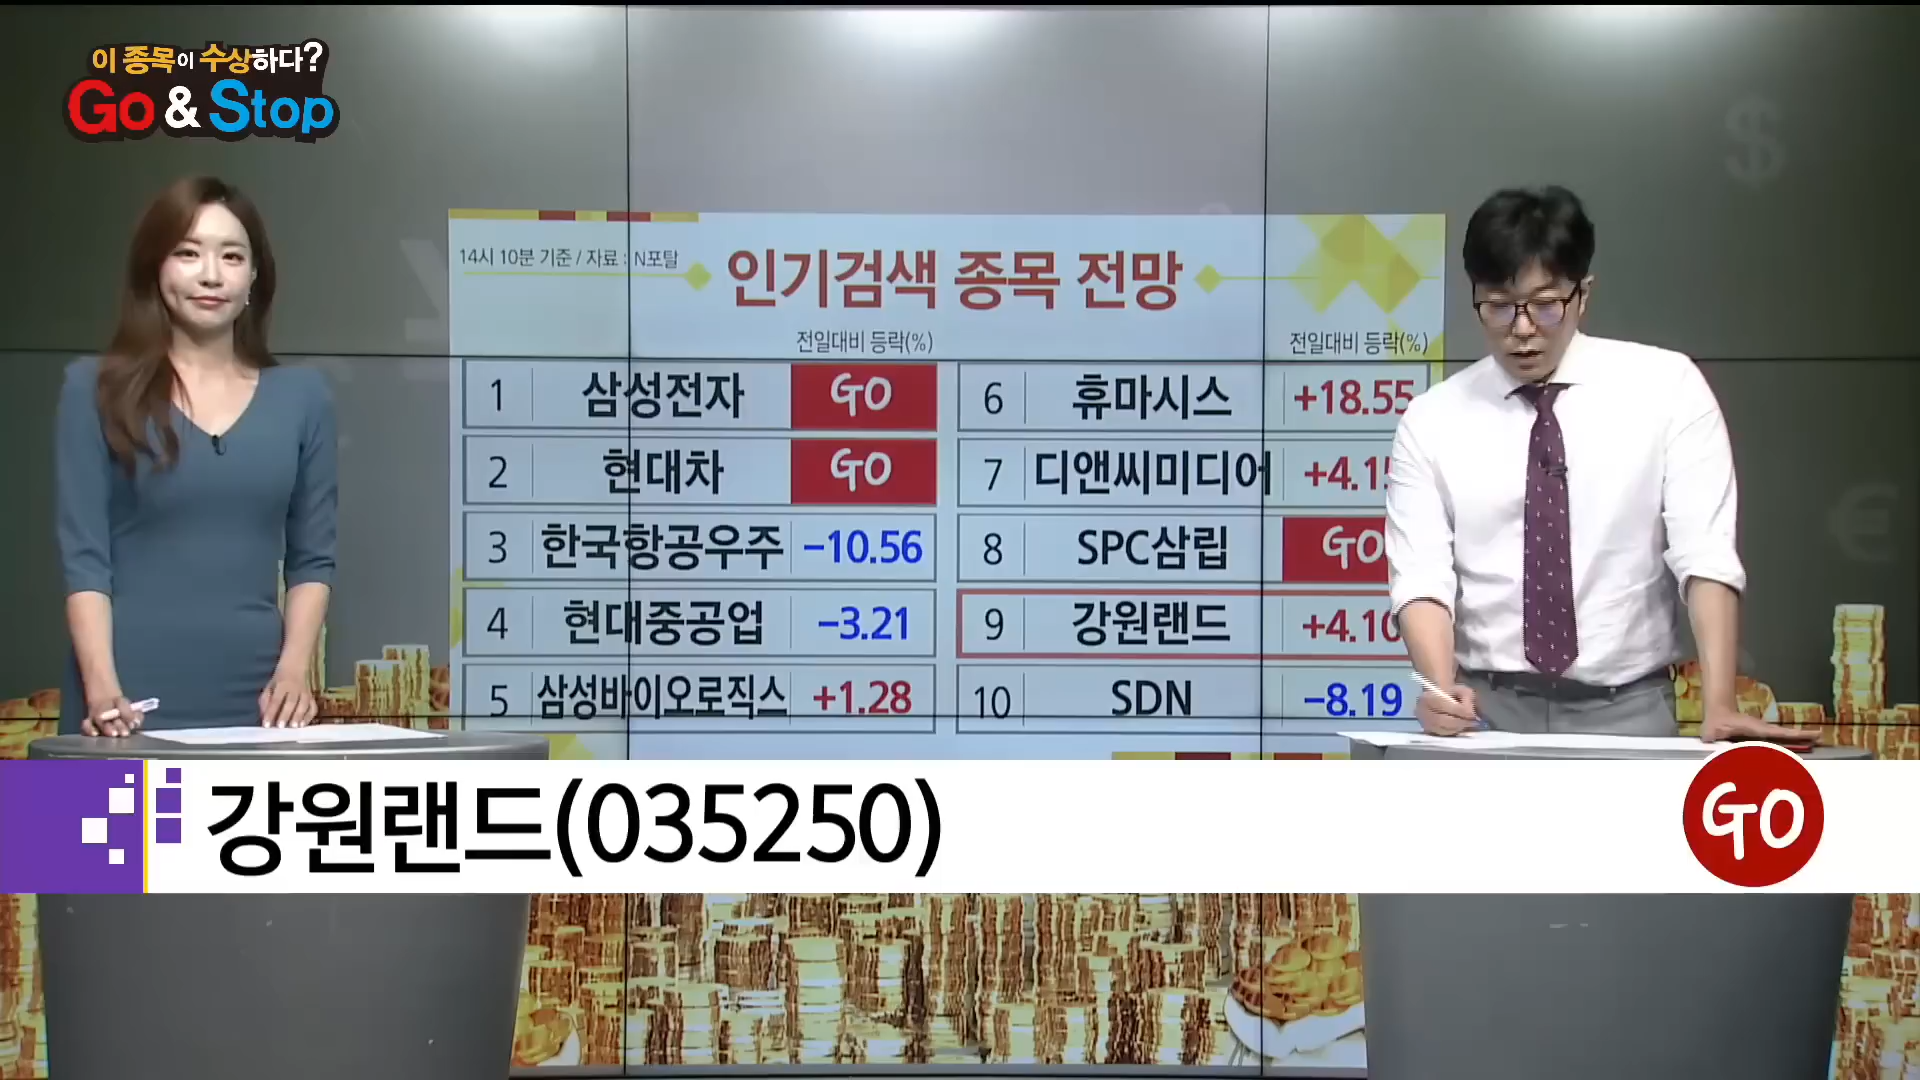 이 종목이 수상하다?
Go & Stop
14시 10분 기준 / 자료 : N포탈
인기검색 종목 전망
전일대비 등락(%)
1 삼성전자 GO
2 현대차 GO
3 한국항공우주 -10.56
4 현대중공업 -3.21
5 삼성바이오로직스 +1.28
전일대비 등락(%)
6 휴마시스 +18.55
7 디앤씨미디어 +4.15
8 SPC삼립 GO
9 강원랜드 +4.10
10 SDN -8.19
강원랜드(035250)
GO